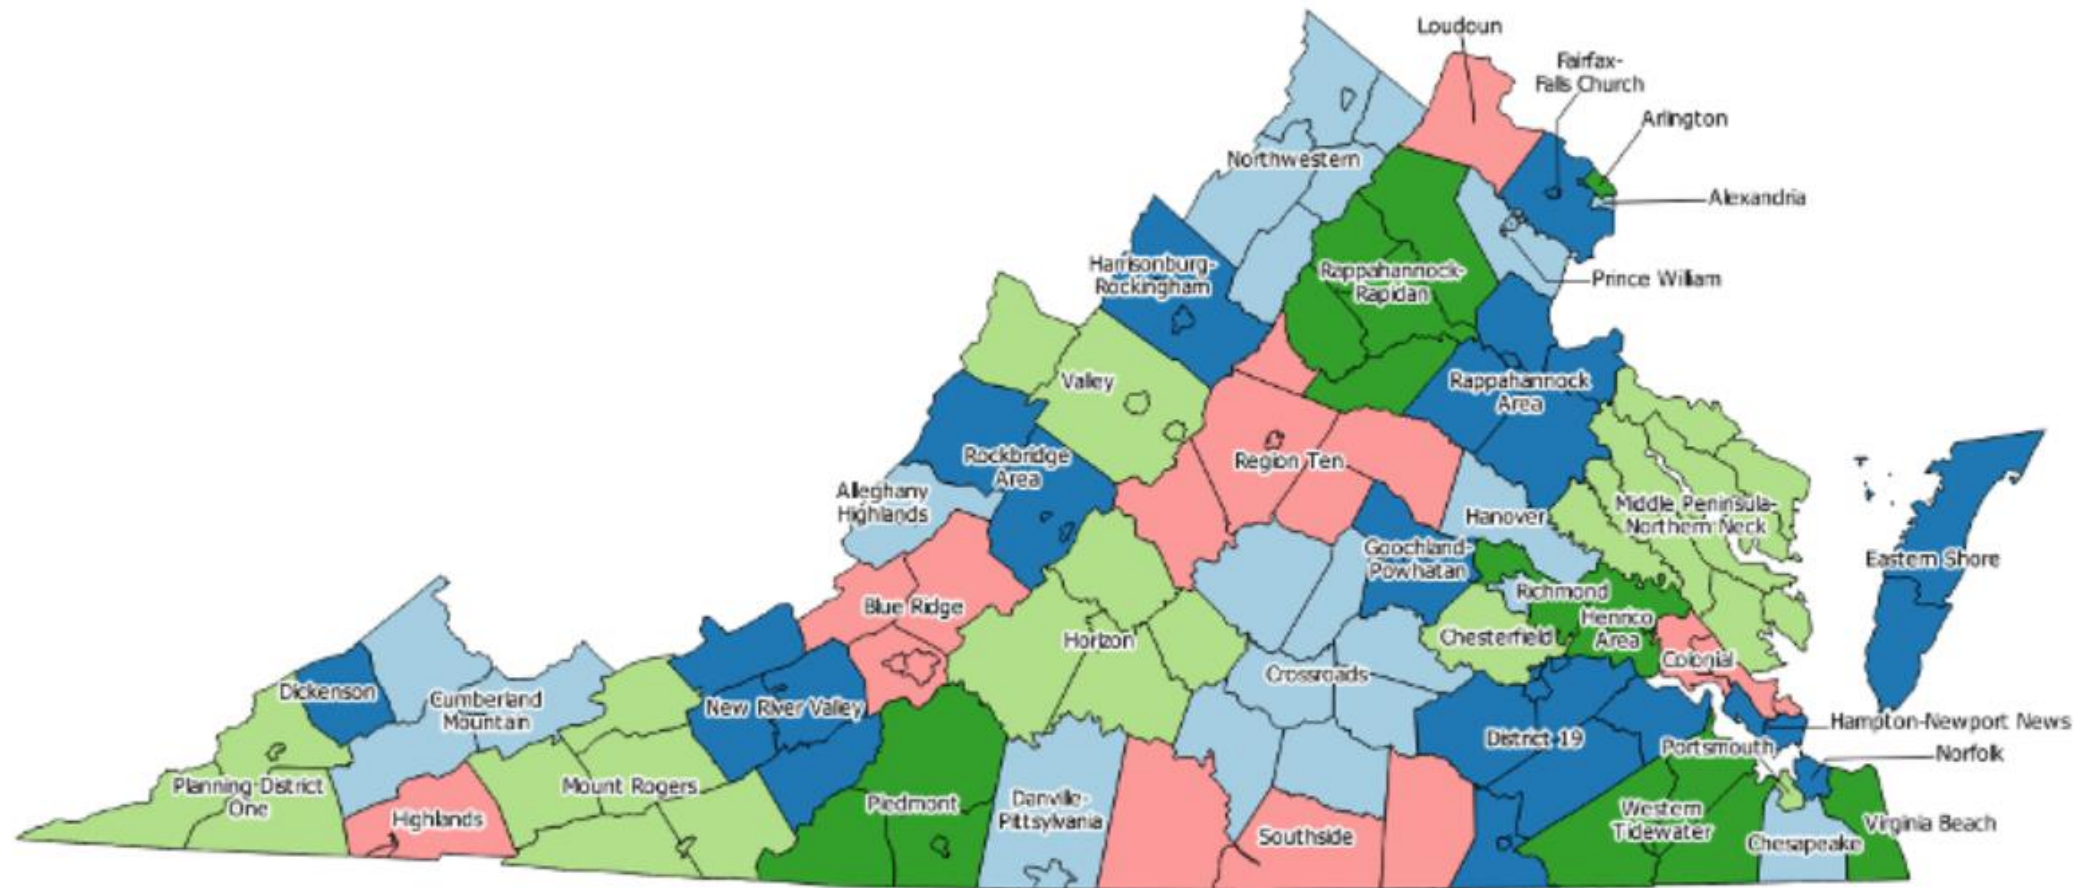 Loudoun
Fairfax-
Falls Church
Arlington
Northwestern
Alexandria
Harrisonburg-
Rockingham
Rappahannock-
Rapidan
Prince William
Valley
Rappahannock
Area
Rockbridge
Area
Region Ten
Alleghany
Highlands
Hanover
Middle Peninsula-
Northern Neck
Goochland-
Powhatan
Eastern Shore
Richmond
Blue Ridge
Henrico
Area
Horizon
Chesterfield
Colonial
Crossroads
Dickenson
Cumberland
Mountain
New River Valley
Hampton-Newport News
District 19
Portsmouth
Norfolk
Planning District
One
Mount Rogers
Highlands
Piedmont
Danville-
Pittsylvania
Southside
Western
Tidewater
Virginia Beach
Chesapeake